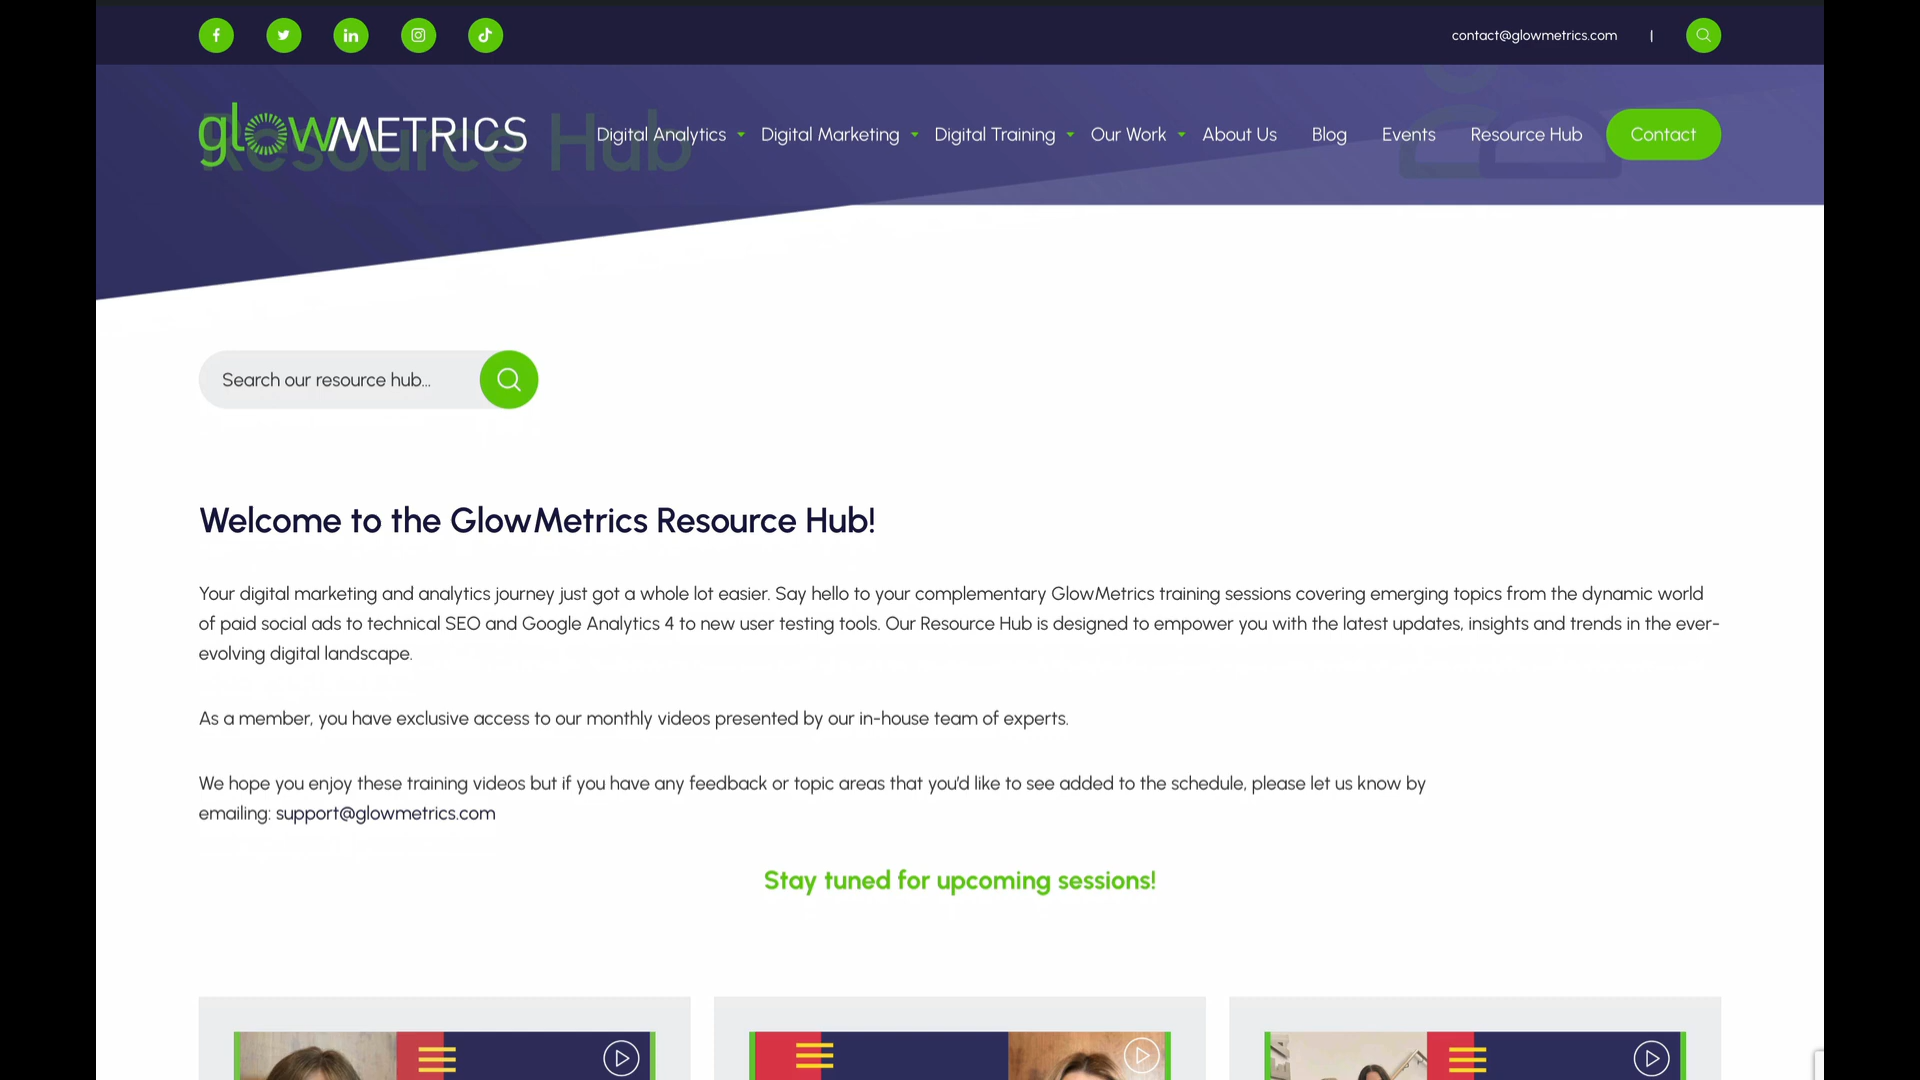 contact@glowmetrics.com |
glowMETRICS
Resource Hub
Digital Analytics Digital Marketing Digital Training Our Work About Us Blog Events Resource Hub Contact
Search our resource hub...
Welcome to the GlowMetrics Resource Hub!
Your digital marketing and analytics journey just got a whole lot easier. Say hello to your complementary GlowMetrics training sessions covering emerging topics from the dynamic world
of paid social ads to technical SEO and Google Analytics 4 to new user testing tools. Our Resource Hub is designed to empower you with the latest updates, insights and trends in the ever-
evolving digital landscape.
As a member, you have exclusive access to our monthly videos presented by our in-house team of experts.
We hope you enjoy these training videos but if you have any feedback or topic areas that you'd like to see added to the schedule, please let us know by
emailing: support@glowmetrics.com
Stay tuned for upcoming sessions!